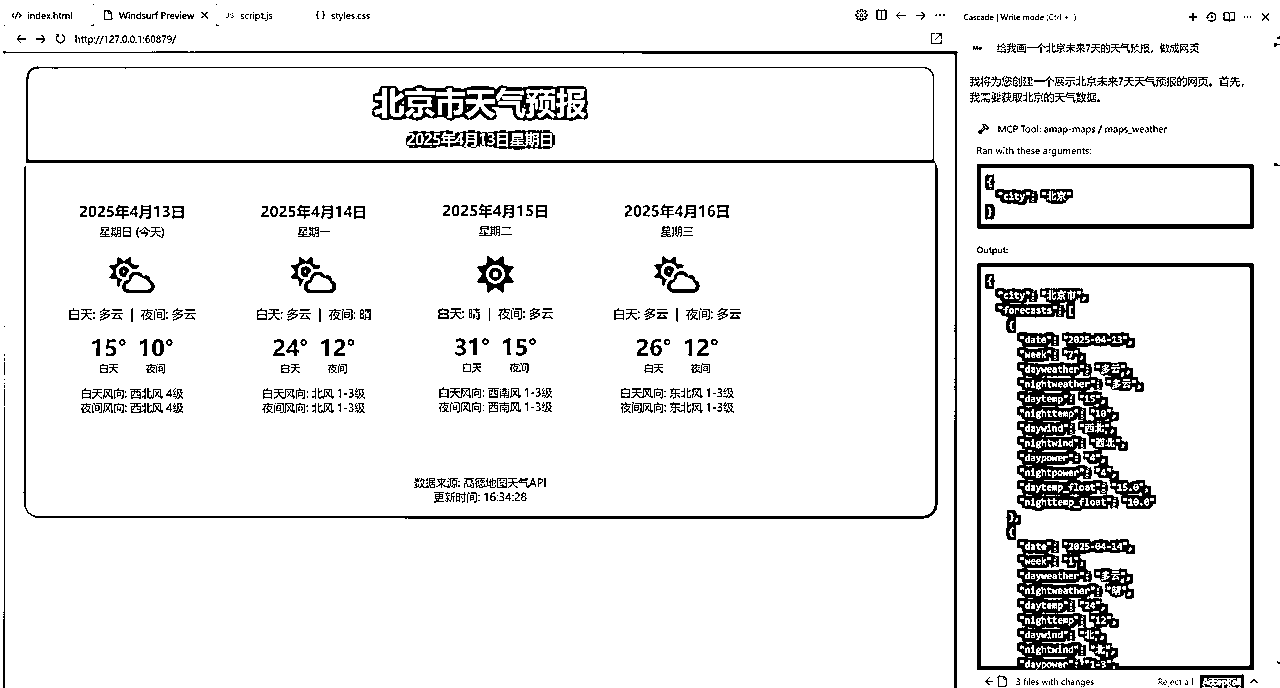 index.html
Windsurf Preview
script.js
styles.css
http://127.0.0.1:60879/
北京市天气预报
2025年4月13日星期日
2025年4月13日
星期日 (今天)
白天: 多云 | 夜间: 多云
15° 10°
白天 夜间
白天风向: 西北风 4级
夜间风向: 西北风 4级
2025年4月14日
星期一
白天: 多云 | 夜间: 晴
24° 12°
白天 夜间
白天风向: 北风 1-3级
夜间风向: 北风 1-3级
2025年4月15日
星期二
白天: 晴 | 夜间: 多云
31° 15°
白天 夜间
白天风向: 西南风 1-3级
夜间风向: 西南风 1-3级
2025年4月16日
星期三
白天: 多云 | 夜间: 多云
26° 12°
白天 夜间
白天风向: 东北风 1-3级
夜间风向: 东北风 1-3级
数据来源: 高德地图天气API
更新时间: 16:34:28
Cascade | Write mode (Ctrl + .)
Me 给我画一个北京未来7天的天气预报，做成网页
我将为您创建一个展示北京未来7天天气预报的网页。首先，
我需要获取北京的天气数据。
MCP Tool: amap-maps / maps_weather
Ran with these arguments:
{
"city": "北京"
}
Output:
{
"city": "北京市",
"forecasts": [
{
"date": "2025-04-13",
"week": "7",
"dayweather": "多云",
"nightweather": "多云",
"daytemp": "15",
"nighttemp": "10",
"daywind": "西北",
"nightwind": "西北",
"daypower": "4",
"nightpower": "4",
"daytemp_float": "15.0",
"nighttemp_float": "10.0"
},
{
"date": "2025-04-14",
"week": "1",
"dayweather": "多云",
"nightweather": "晴",
"daytemp": "24",
"nighttemp": "12",
"daywind": "北",
"nightwind": "北",
"daypower": "1-3",
3 files with changes
Reject all
Accept all